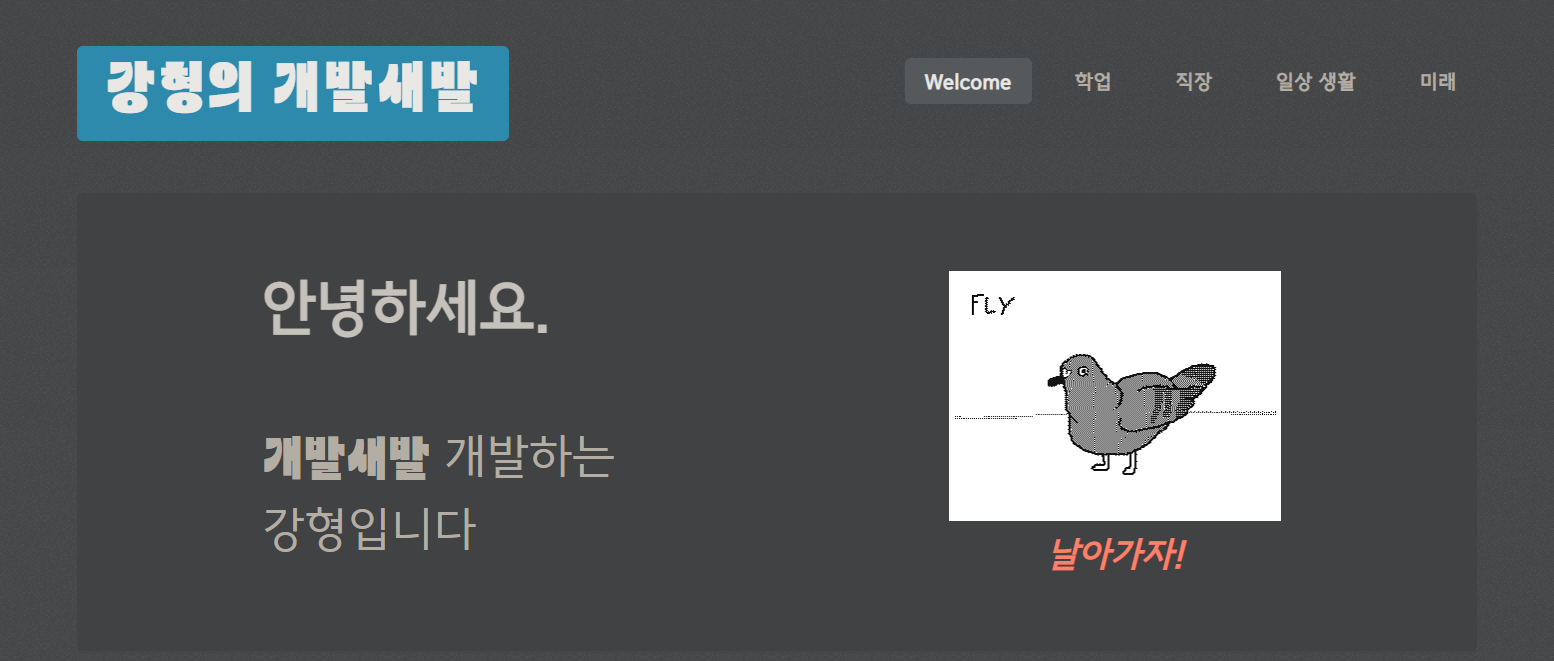 강형의 개발새발
Welcome 학업 직장 일상 생활 미래
안녕하세요.
FLY
개발새발 개발하는
강형입니다
날아가자!